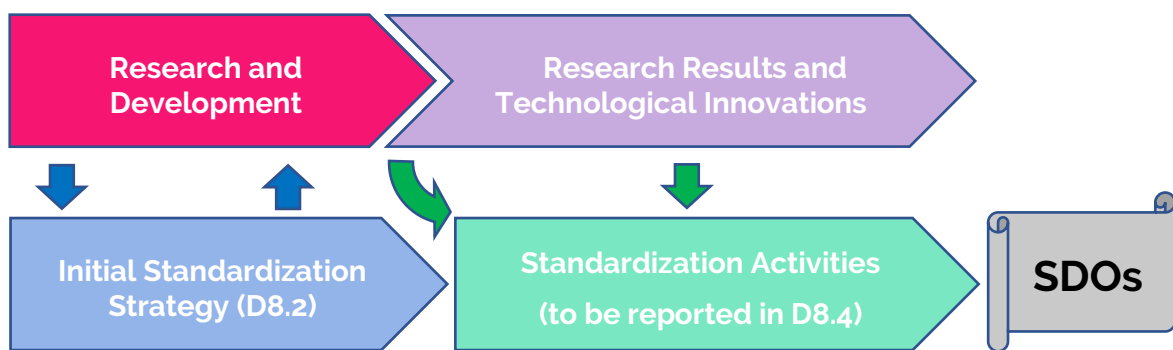 Research and
Development
Research Results and
Technological Innovations
Initial Standardization
Strategy (D8.2)
Standardization Activities
(to be reported in D8.4)
SDOs